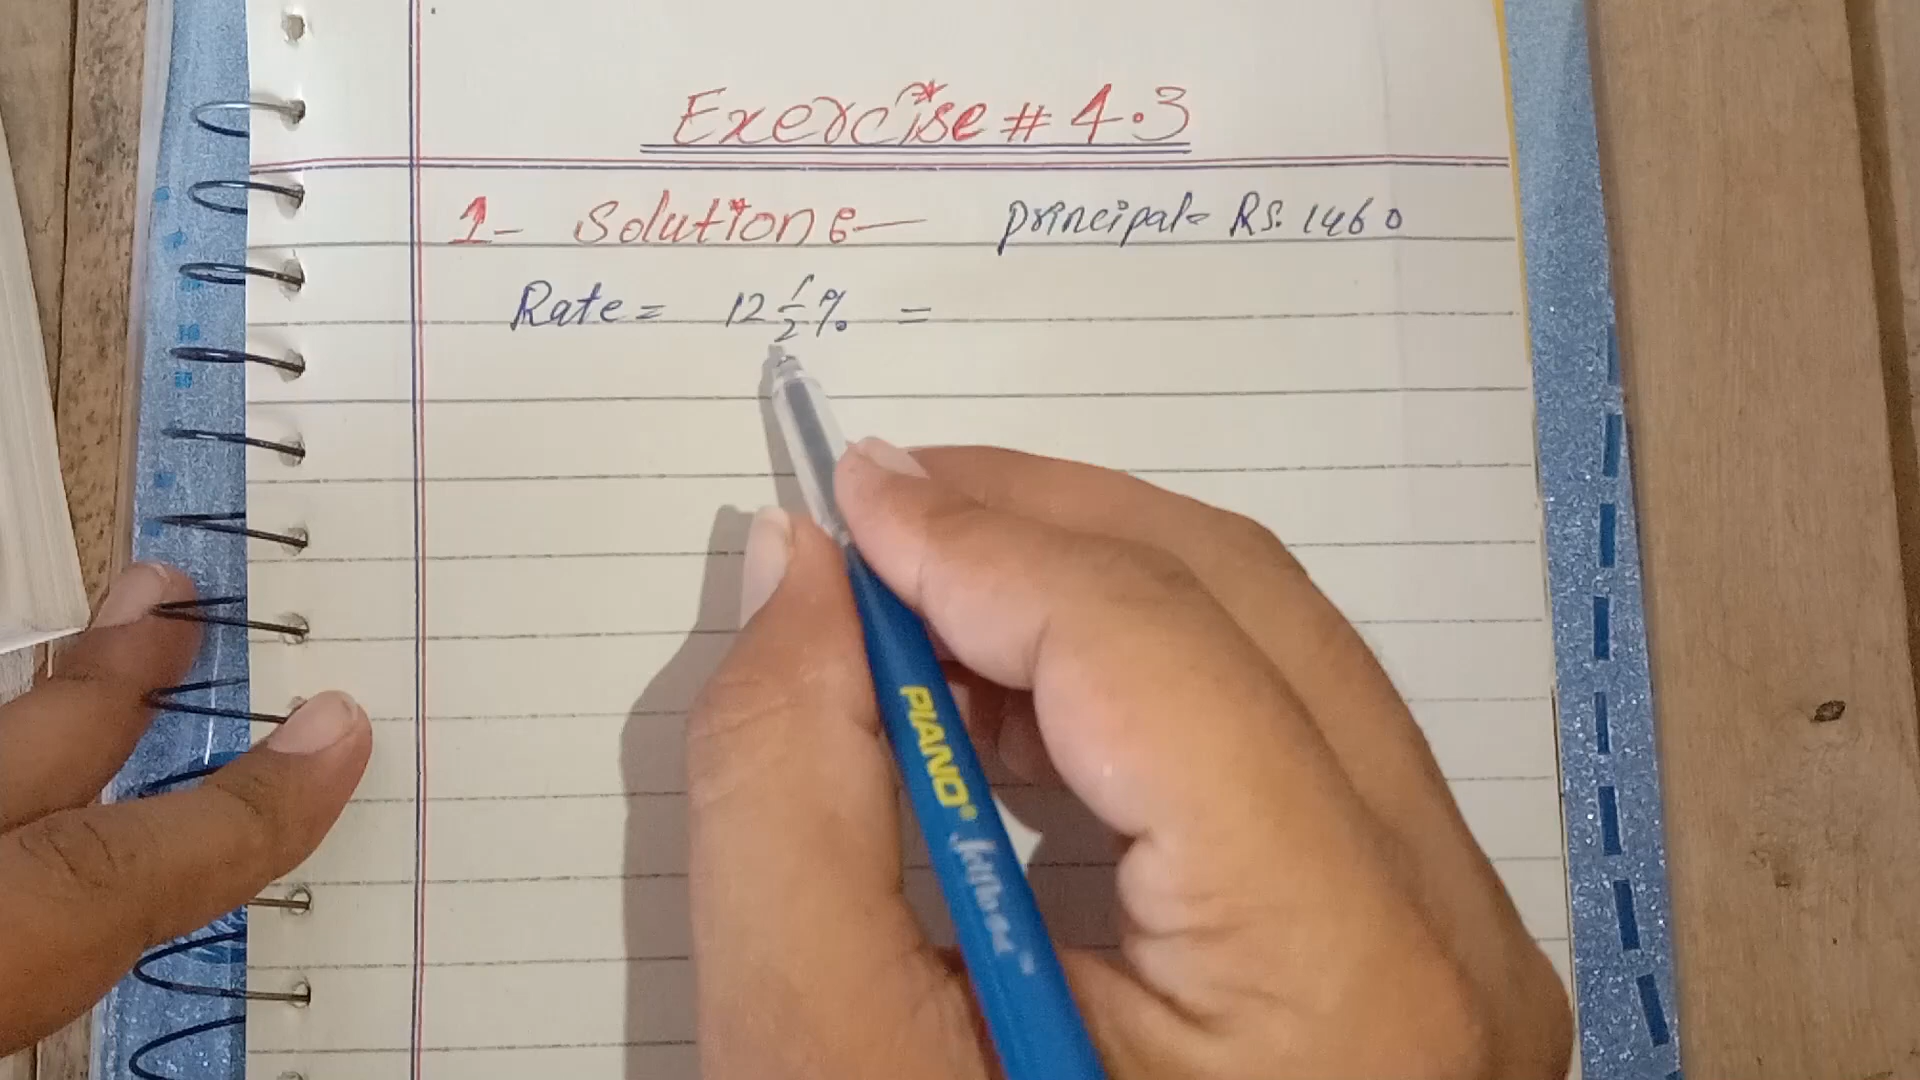 Exercise # 4.3
1- Solution:- principal= Rs. 1460
Rate = 12 1/2 % =
PIANO